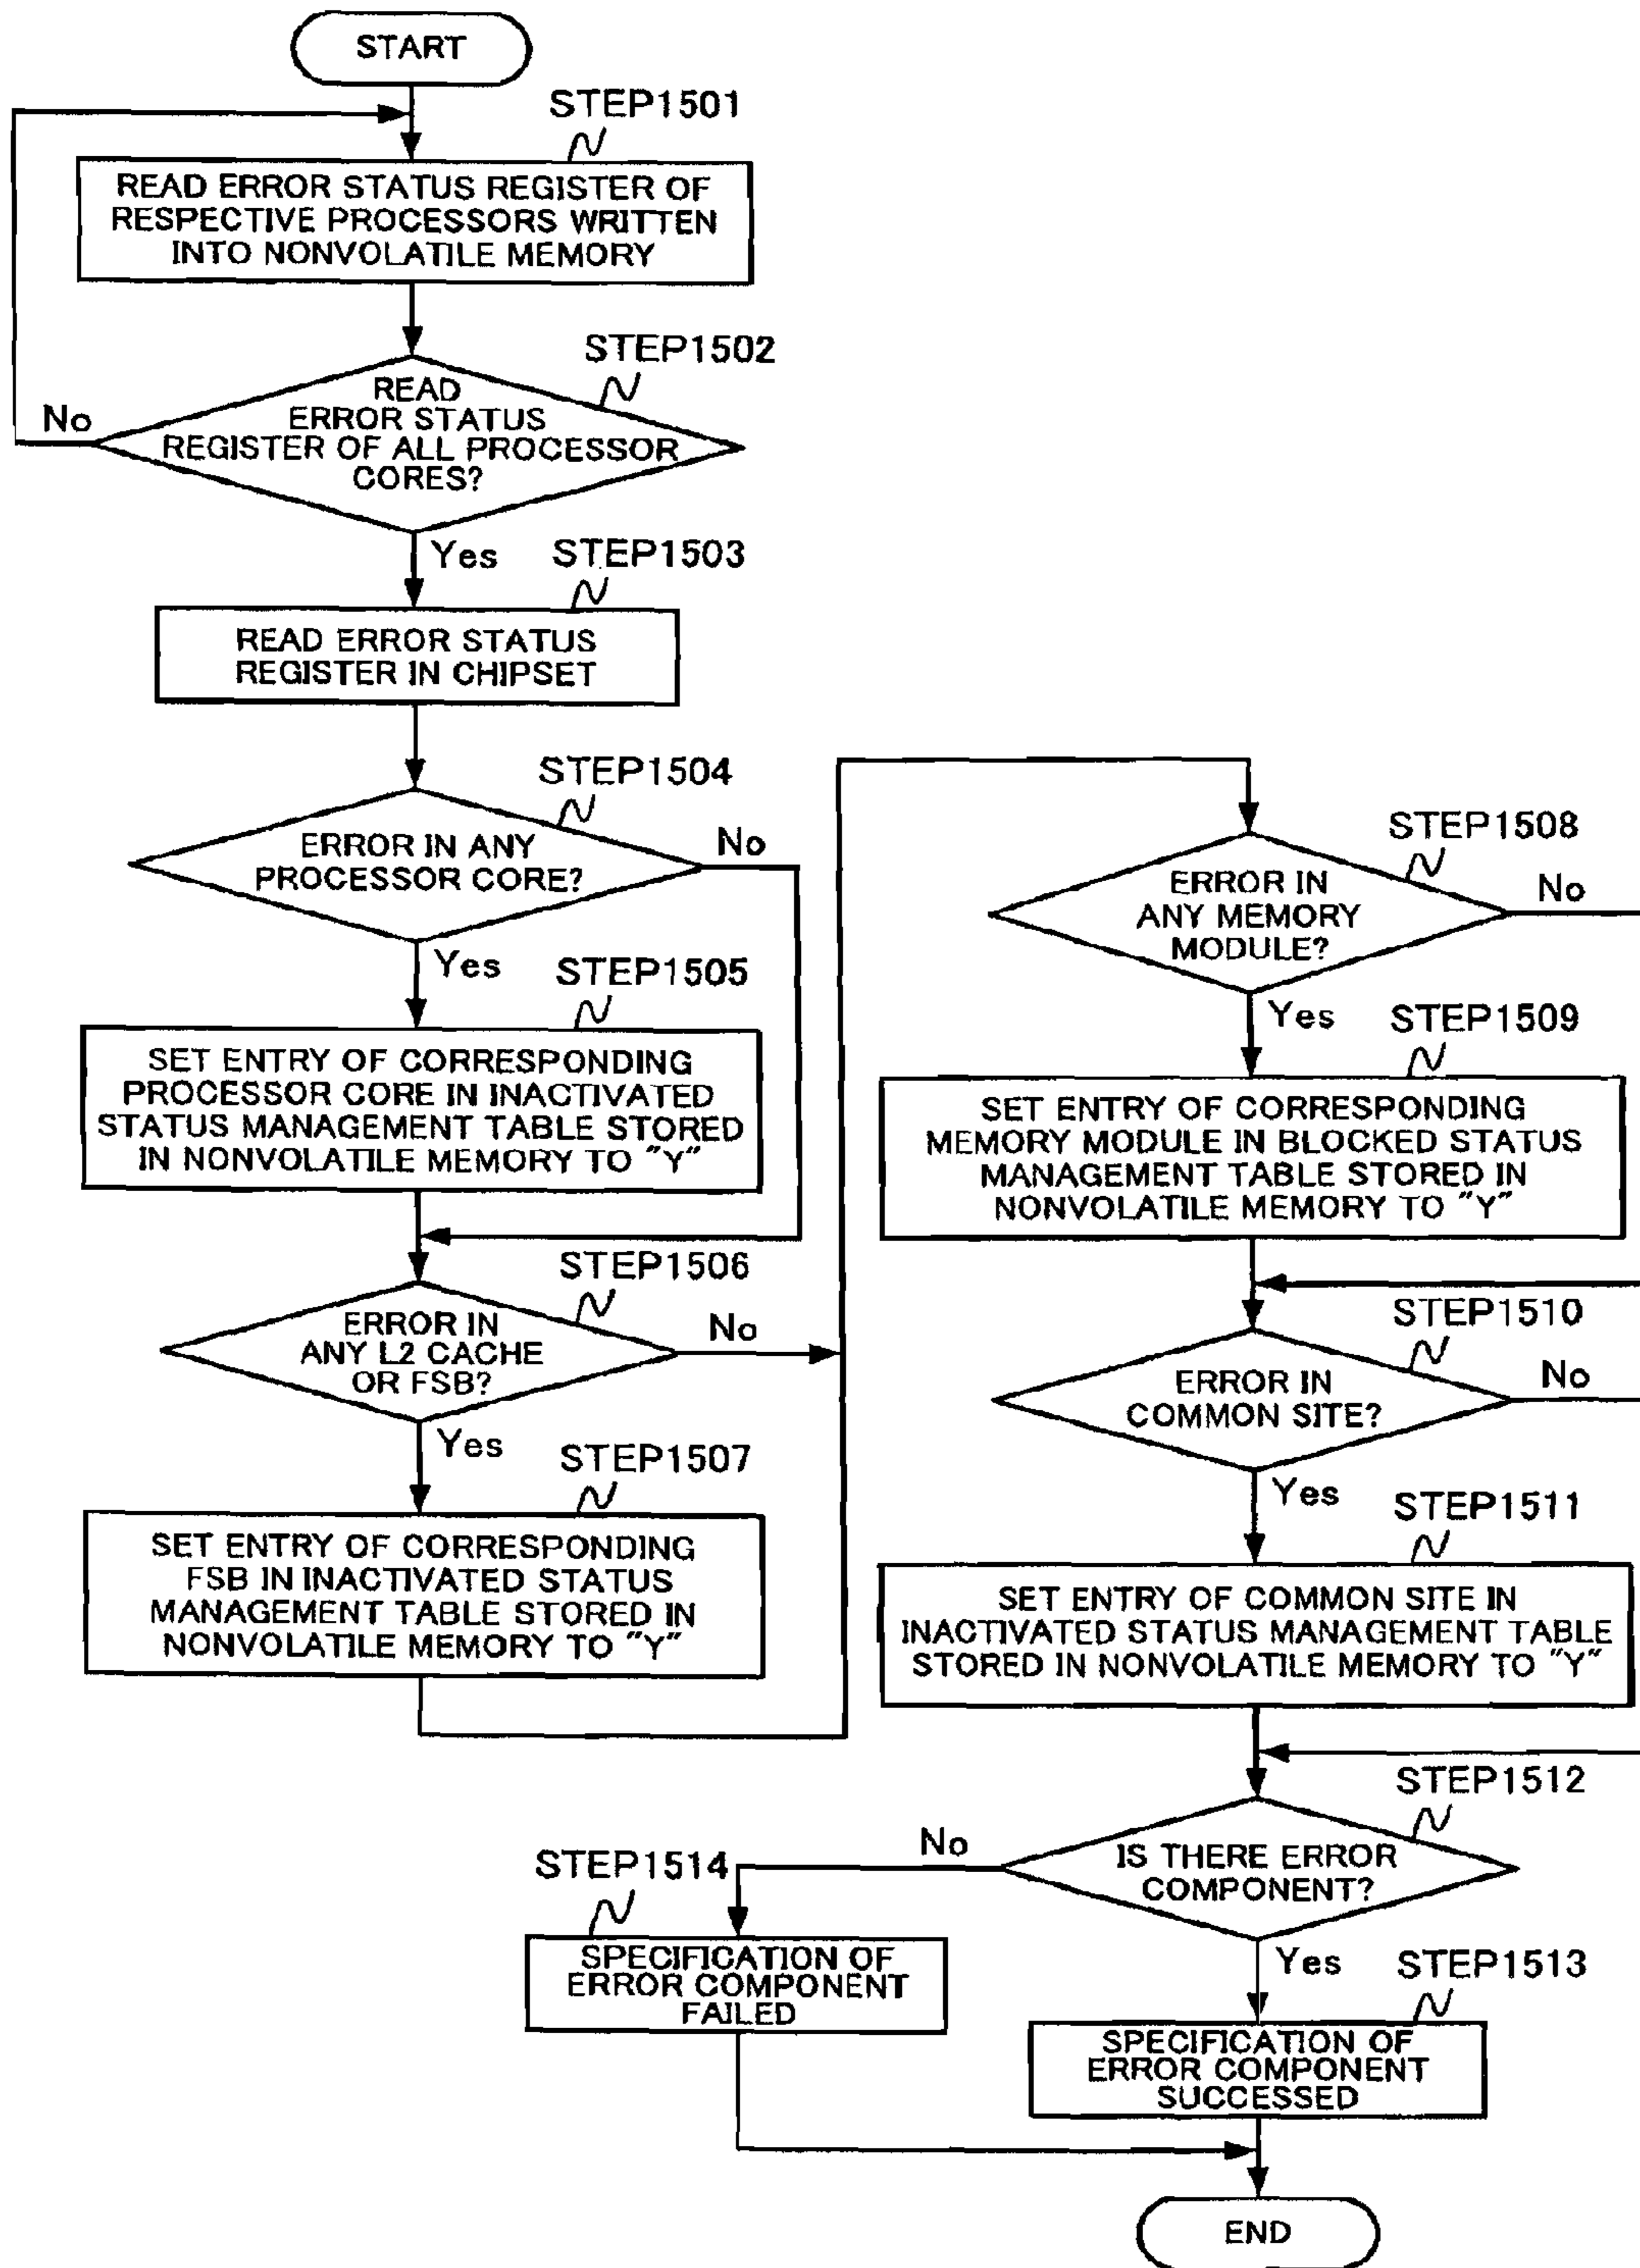 START
STEP1501
READ ERROR STATUS REGISTER OF
RESPECTIVE PROCESSORS WRITTEN
INTO NONVOLATILE MEMORY
STEP1502
READ
ERROR STATUS
REGISTER OF ALL PROCESSOR
CORES?
No
Yes
STEP1503
READ ERROR STATUS
REGISTER IN CHIPSET
STEP1504
ERROR IN ANY
PROCESSOR CORE?
No
Yes
STEP1505
SET ENTRY OF CORRESPONDING
PROCESSOR CORE IN INACTIVATED
STATUS MANAGEMENT TABLE STORED
IN NONVOLATILE MEMORY TO "Y"
STEP1506
ERROR IN
ANY L2 CACHE
OR FSB?
No
Yes
STEP1507
SET ENTRY OF CORRESPONDING
FSB IN INACTIVATED STATUS
MANAGEMENT TABLE STORED IN
NONVOLATILE MEMORY TO "Y"
STEP1508
ERROR IN
ANY MEMORY
MODULE?
No
Yes
STEP1509
SET ENTRY OF CORRESPONDING
MEMORY MODULE IN BLOCKED STATUS
MANAGEMENT TABLE STORED IN
NONVOLATILE MEMORY TO "Y"
STEP1510
ERROR IN
COMMON SITE?
No
Yes
STEP1511
SET ENTRY OF COMMON SITE IN
INACTIVATED STATUS MANAGEMENT TABLE
STORED IN NONVOLATILE MEMORY TO "Y"
STEP1512
IS THERE ERROR
COMPONENT?
No
STEP1514
SPECIFICATION OF
ERROR COMPONENT
FAILED
Yes
STEP1513
SPECIFICATION OF
ERROR COMPONENT
SUCCESSED
END